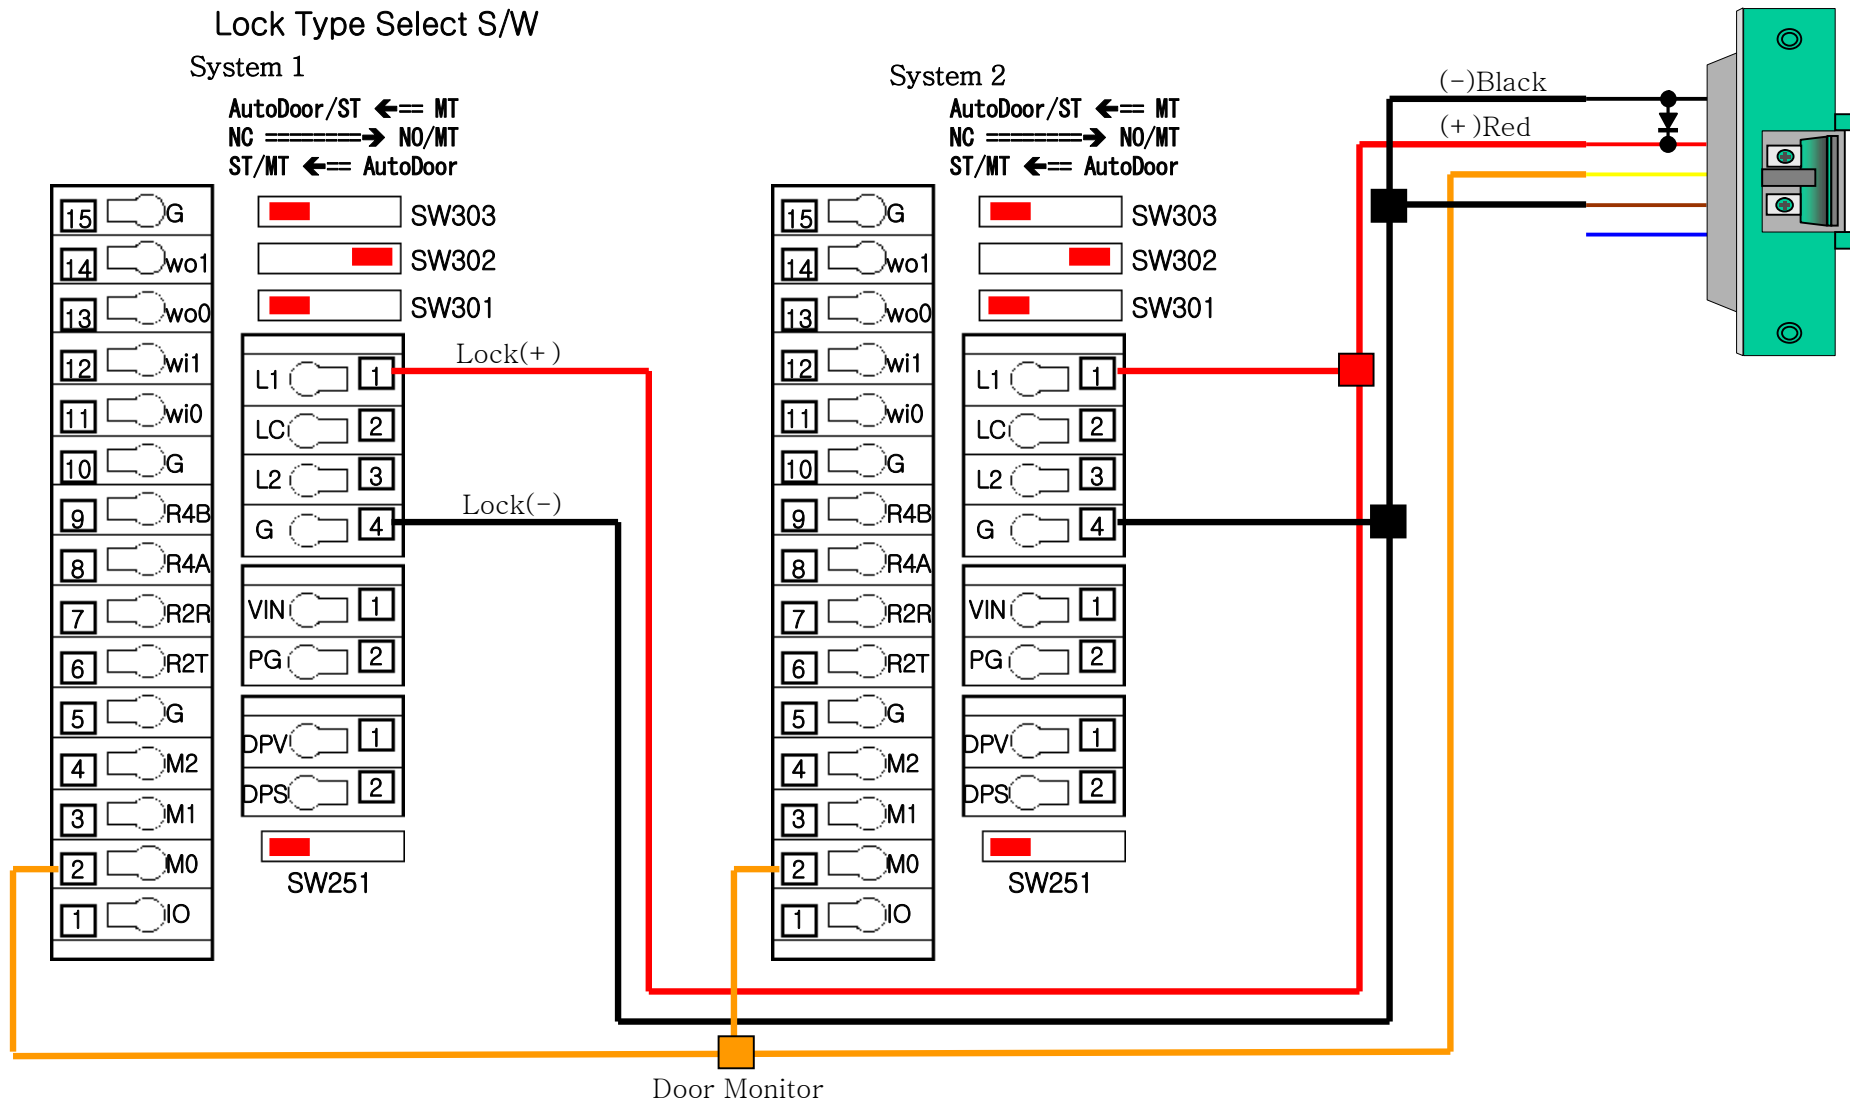 Lock Type Select S/W
System 1
AutoDoor/ST ←== MT
NC ========→ NO/MT
ST/MT ←== AutoDoor
15 G
14 wo1
13 wo0
12 wi1
11 wi0
10 G
9 R4B
8 R4A
7 R2R
6 R2T
5 G
4 M2
3 M1
2 M0
1 IO
SW303
SW302
SW301
L1 1
LC 2
L2 3
G 4
VIN 1
PG 2
DPV 1
DPS 2
SW251
Lock(+)
Lock(-)
System 2
AutoDoor/ST ←== MT
NC ========→ NO/MT
ST/MT ←== AutoDoor
15 G
14 wo1
13 wo0
12 wi1
11 wi0
10 G
9 R4B
8 R4A
7 R2R
6 R2T
5 G
4 M2
3 M1
2 M0
1 IO
SW303
SW302
SW301
L1 1
LC 2
L2 3
G 4
VIN 1
PG 2
DPV 1
DPS 2
SW251
(-)Black
(+)Red
Door Monitor